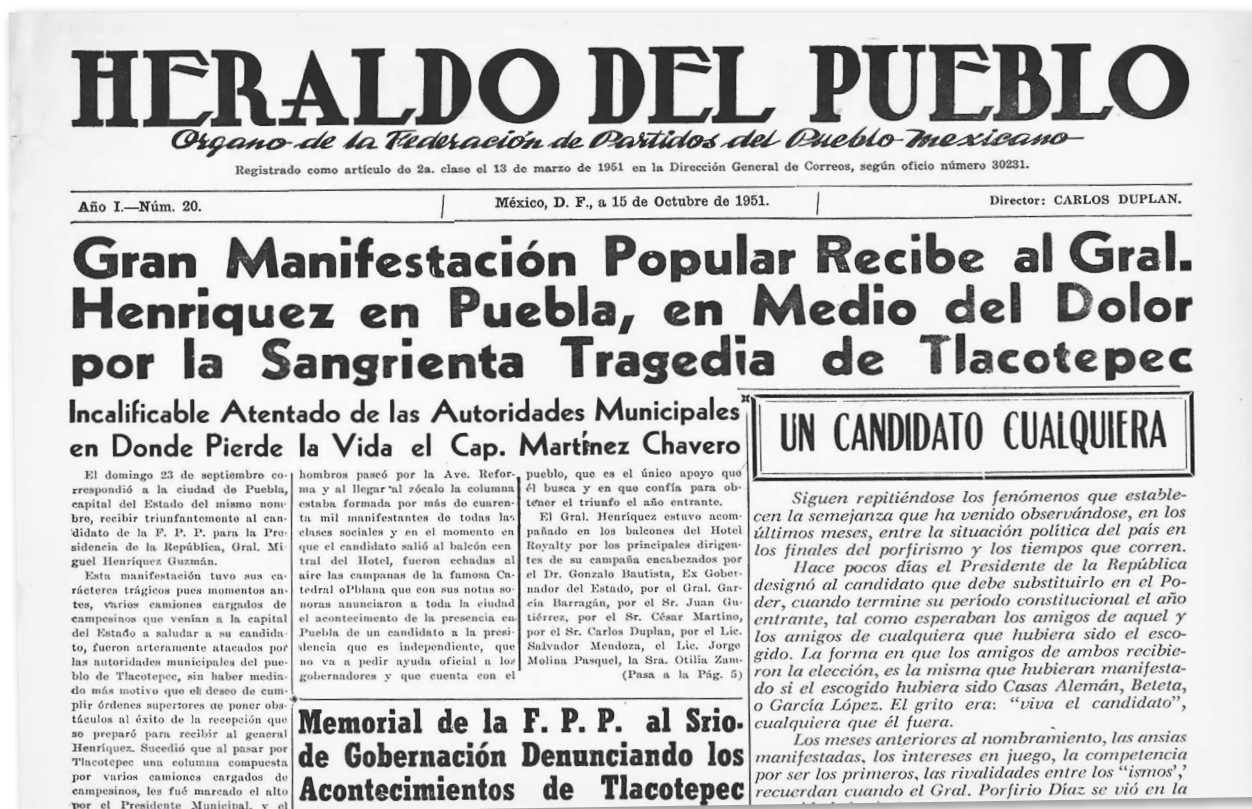 HERALDO DEL PUEBLO
Organo de la Federación de Partidos del Pueblo Mexicano
Registrado como artículo de 2a. clase el 13 de marzo de 1951 en la Dirección General de Correos, según oficio número 30231.
Año I.—Núm. 20.
México, D. F., a 15 de Octubre de 1951.
Director: CARLOS DUPLAN.
Gran Manifestación Popular Recibe al Gral.
Henriquez en Puebla, en Medio del Dolor
por la Sangrienta Tragedia de Tlacotepec
Incalificable Atentado de las Autoridades Municipales
en Donde Pierde la Vida el Cap. Martínez Chavero
El domingo 23 de septiembre co-
rrespondió a la ciudad de Puebla,
capital del Estado del mismo nom-
bre, recibir triunfantemente al can-
didato de la F. P. P. para la Pre-
sidencia de la República, Gral. Mi-
guel Henríquez Guzmán.
Esta manifestación tuvo sus ca-
rácteres trágicos pues momentos an-
tes, varios camiones cargados de
campesinos que venían a la capital
del Estado a saludar a su candida-
to, fueron arteramente atacados por
las autoridades municipales del pue-
blo de Tlacotepec, sin haber media-
do más motivo que el deseo de cum-
plir órdenes superiores de poner obs-
táculos al éxito de la recepción que
se preparó para recibir al general
Henríquez. Sucedió que al pasar por
Tlacotepec una columna compuesta
por varios camiones cargados de
campesinos, les fué marcado el alto
por el Presidente Municipal, y el
hombres paseó por la Ave. Refor-
ma y al llegar al zócalo la columna
estaba formada por más de cuaren-
ta mil manifestantes de todas las
clases sociales y en el momento en
que el candidato salió al balcón cen
tral del Hotel, fueron echadas al
aire las campanas de la famosa Ca-
tedral oPblana que con sus notas so-
noras anunciaron a toda la ciudad
el acontecimento de la presencia en
Puebla de un candidato a la presi-
dencia que es independiente, que
no va a pedir ayuda oficial a los
gobernadores y que cuenta con el
pueblo, que es el único apoyo que
él busca y en que confía para ob-
tener el triunfo el año entrante.
El Gral. Henríquez estuvo acom-
pañado en los balcones del Hotel
Royalty por los principales dirigen-
tes de su campaña encabezados por
el Dr. Gonzalo Bautista, Ex Gober-
nador del Estado, por el Gral. Gar-
cía Barragán, por el Sr. Juan Gu-
tiérrez, por el Sr. César Martino,
por el Sr. Carlos Duplan, por el Lic.
Salvador Mendoza, el Lic. Jorge
Molina Pasquel, la Sra. Otilia Zam-
(Pasa a la Pág. 5)
Memorial de la F. P. P. al Srio.
de Gobernación Denunciando los
Acontecimientos de Tlacotepec
UN CANDIDATO CUALQUIERA
Siguen repitiéndose los fenómenos que estable-
cen la semejanza que ha venido observándose, en los
últimos meses, entre la situación política del país en
los finales del porfirismo y los tiempos que corren.
Hace pocos días el Presidente de la República
designó al candidato que debe substituirlo en el Po-
der, cuando termine su período constitucional el año
entrante, tal como esperaban los amigos de aquel y
los amigos de cualquiera que hubiera sido el esco-
gido. La forma en que los amigos de ambos recibie-
ron la elección, es la misma que hubieran manifesta-
do si el escogido hubiera sido Casas Alemán, Beleta,
o García López. El grito era: "viva el candidato",
cualquiera que él fuera.
Los meses anteriores al nombramiento, las ansias
manifestadas, los intereses en juego, la competencia
por ser los primeros, las rivalidades entre los "ismos",
recuerdan cuando el Gral. Porfirio Díaz se vió en la